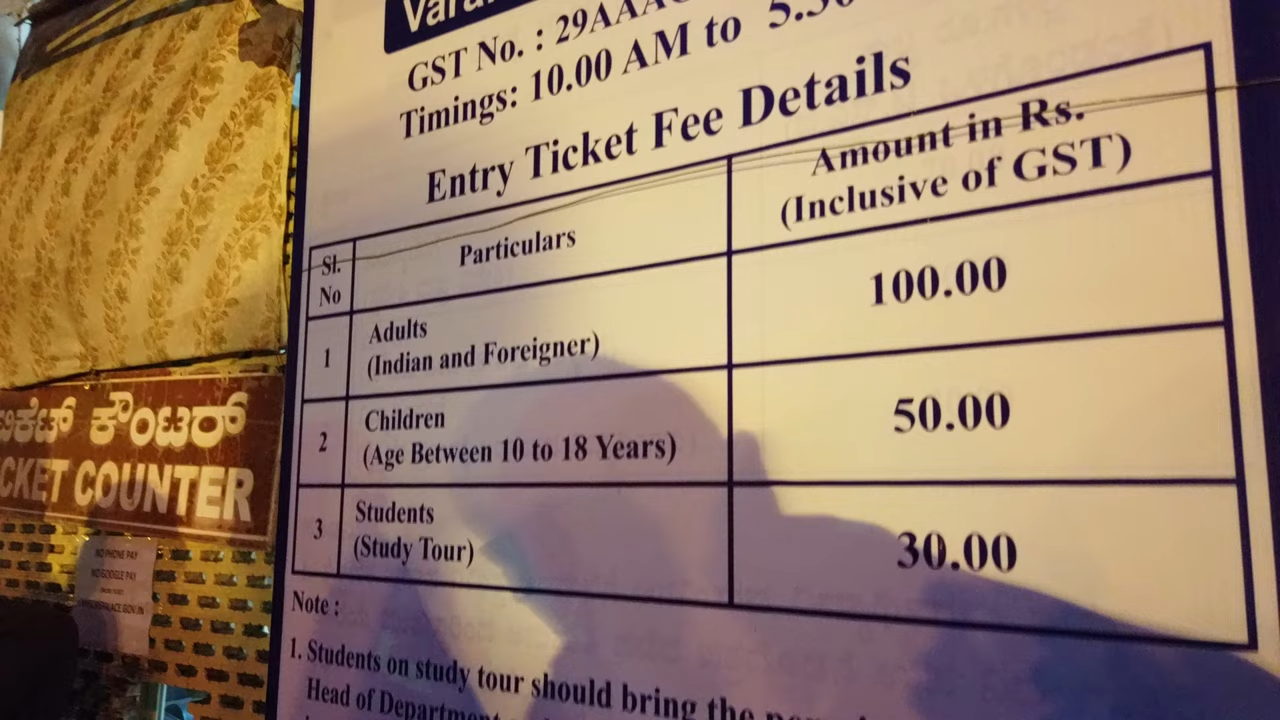 GST No. : 29AAA
Timings: 10.00 AM to 5.30
Entry Ticket Fee Details
Sl. No
Particulars
Amount in Rs.
(Inclusive of GST)
1
Adults
(Indian and Foreigner)
100.00
2
Children
(Age Between 10 to 18 Years)
50.00
3
Students
(Study Tour)
30.00
Note :
1. Students on study tour should bring the
Head of
ಕೌಂಟರ್
COUNTER
NO PHONE PAY
NO GOOGLE PAY